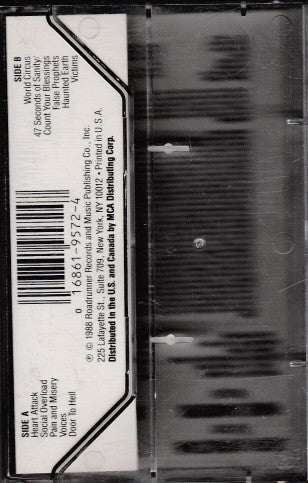 SIDE A
Heart Attack
Social Overload
Pain and Misery
Voices
Door To Hell
0 16861-9572-4
℗ © 1988 Roadrunner Records and Music Publishing Co., Inc.
225 Lafayette St., Suite 709, New York, NY 10012 • Printed in U.S.A.
Distributed in the U.S. and Canada by MCA Distributing Corp.
SIDE B
World Circus
47 Seconds of Sanity
Count Your Blessings
False Prophets
Haunted Earth
Victims